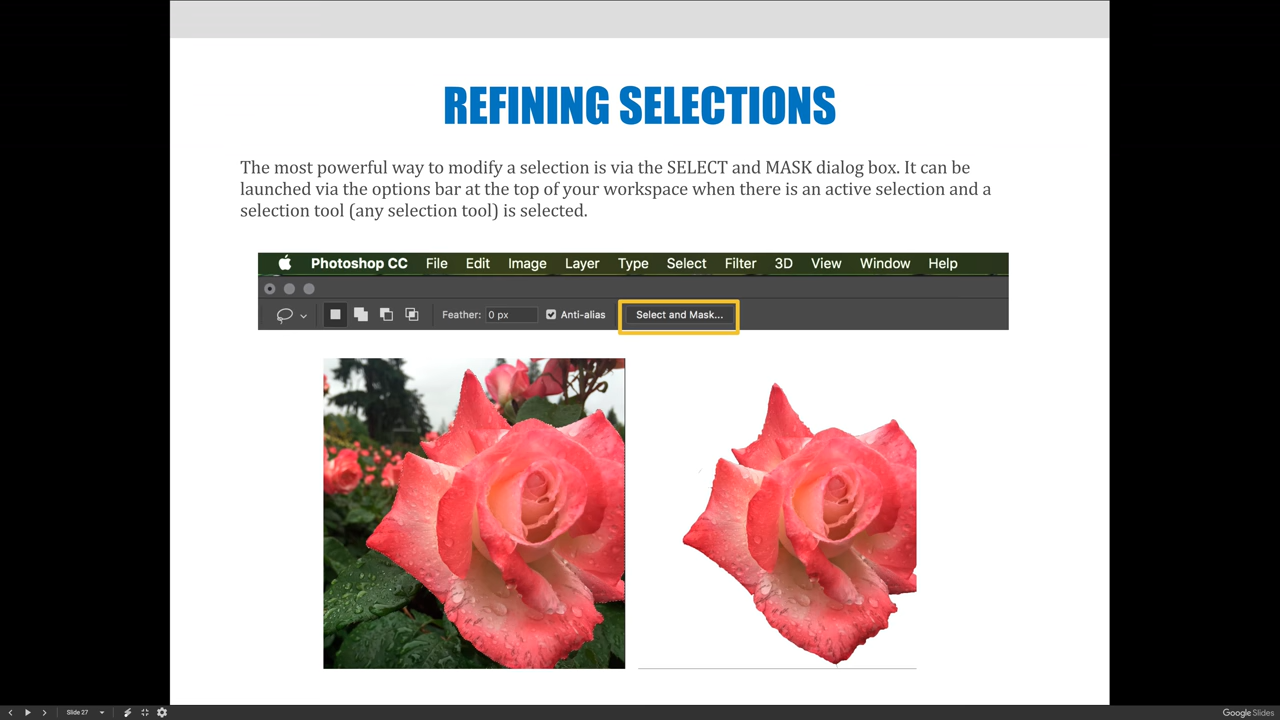 REFINING SELECTIONS
The most powerful way to modify a selection is via the SELECT and MASK dialog box. It can be
launched via the options bar at the top of your workspace when there is an active selection and a
selection tool (any selection tool) is selected.
Photoshop CC File Edit Image Layer Type Select Filter 3D View Window Help
Feather: 0 px Anti-alias Select and Mask...
Slide 27
Google Slides